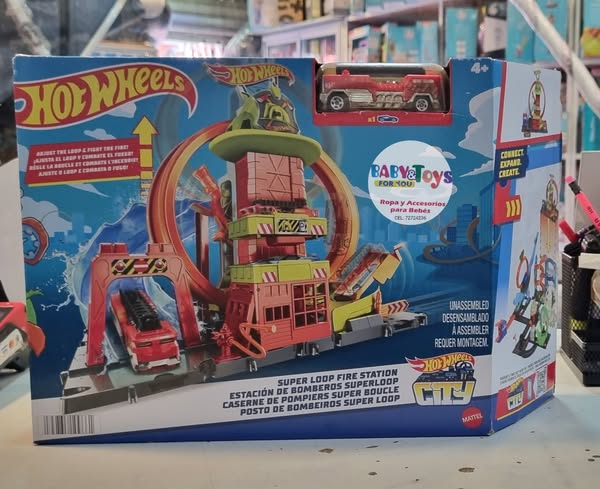 HOT WHEELS
HOT WHEELS
4+
x1
ADJUST THE LOOP & FIGHT THE FIRE!
¡AJUSTA EL LOOP Y COMBATE EL FUEGO!
RÈGLE LA BOUCLE ET COMBATS L'INCENDIE!
AJUSTE O LOOP E COMBATA O FOGO!
BABY & Toys
FOR YOU
Ropa y Accesorios
para Bebés
CEL: 72724236
CONNECT.
EXPAND.
CREATE.
UNASSEMBLED
DESENSAMBLADO
À ASSEMBLER
REQUER MONTAGEM.
SUPER LOOP FIRE STATION
ESTACIÓN DE BOMBEROS SUPERLOOP
CASERNE DE POMPIERS SUPER BOUCLE
POSTO DE BOMBEIROS SUPER LOOP
HOT WHEELS
CITY
MATTEL